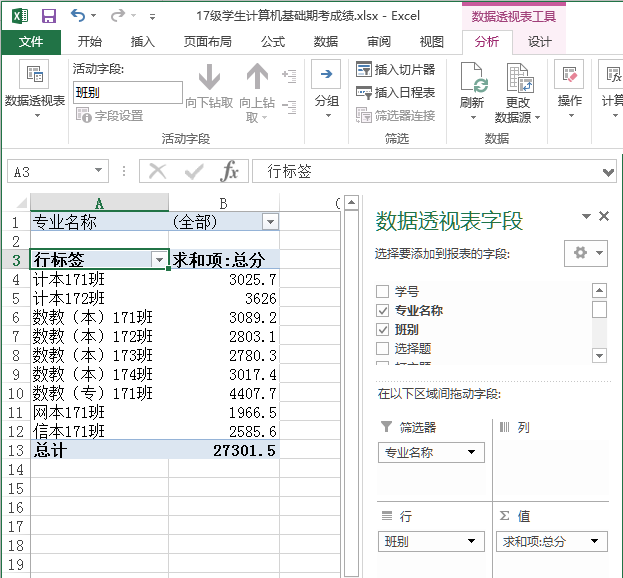 17级学生计算机基础期考成绩.xlsx - Excel
数据透视表工具
文件 开始 插入 页面布局 公式 数据 审阅 视图 分析 设计
数据透视表
活动字段:
班别
字段设置
向下钻取
向上钻取
活动字段
分组
插入切片器
插入日程表
筛选器连接
筛选
刷新
更改
数据源
数据
操作
计算
A3
fx
行标签
A B C
1 专业名称 (全部)
2
3 行标签 求和项:总分
4 计本171班 3025.7
5 计本172班 3626
6 数教（本）171班 3089.2
7 数教（本）172班 2803.1
8 数教（本）173班 2780.3
9 数教（本）174班 3017.4
10 数教（专）171班 4407.7
11 网本171班 1966.5
12 信本171班 2585.6
13 总计 27301.5
14
15
16
17
18
19
数据透视表字段
选择要添加到报表的字段:
学号
专业名称
班别
选择题
在以下区域间拖动字段:
筛选器
列
专业名称
行
Σ 值
班别
求和项:总分